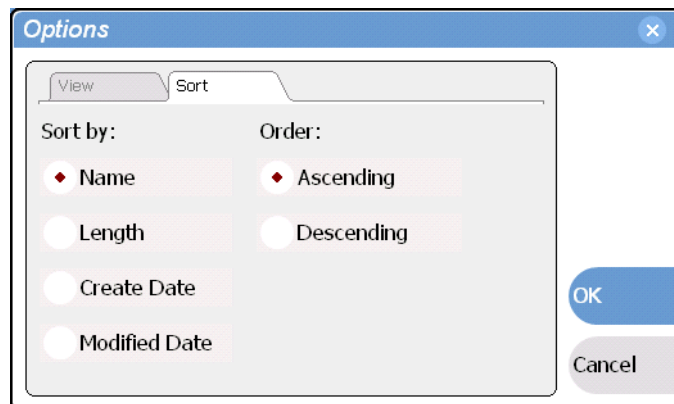 Options
View
Sort
Sort by:
Order:
Name
Ascending
Length
Descending
Create Date
Modified Date
OK
Cancel